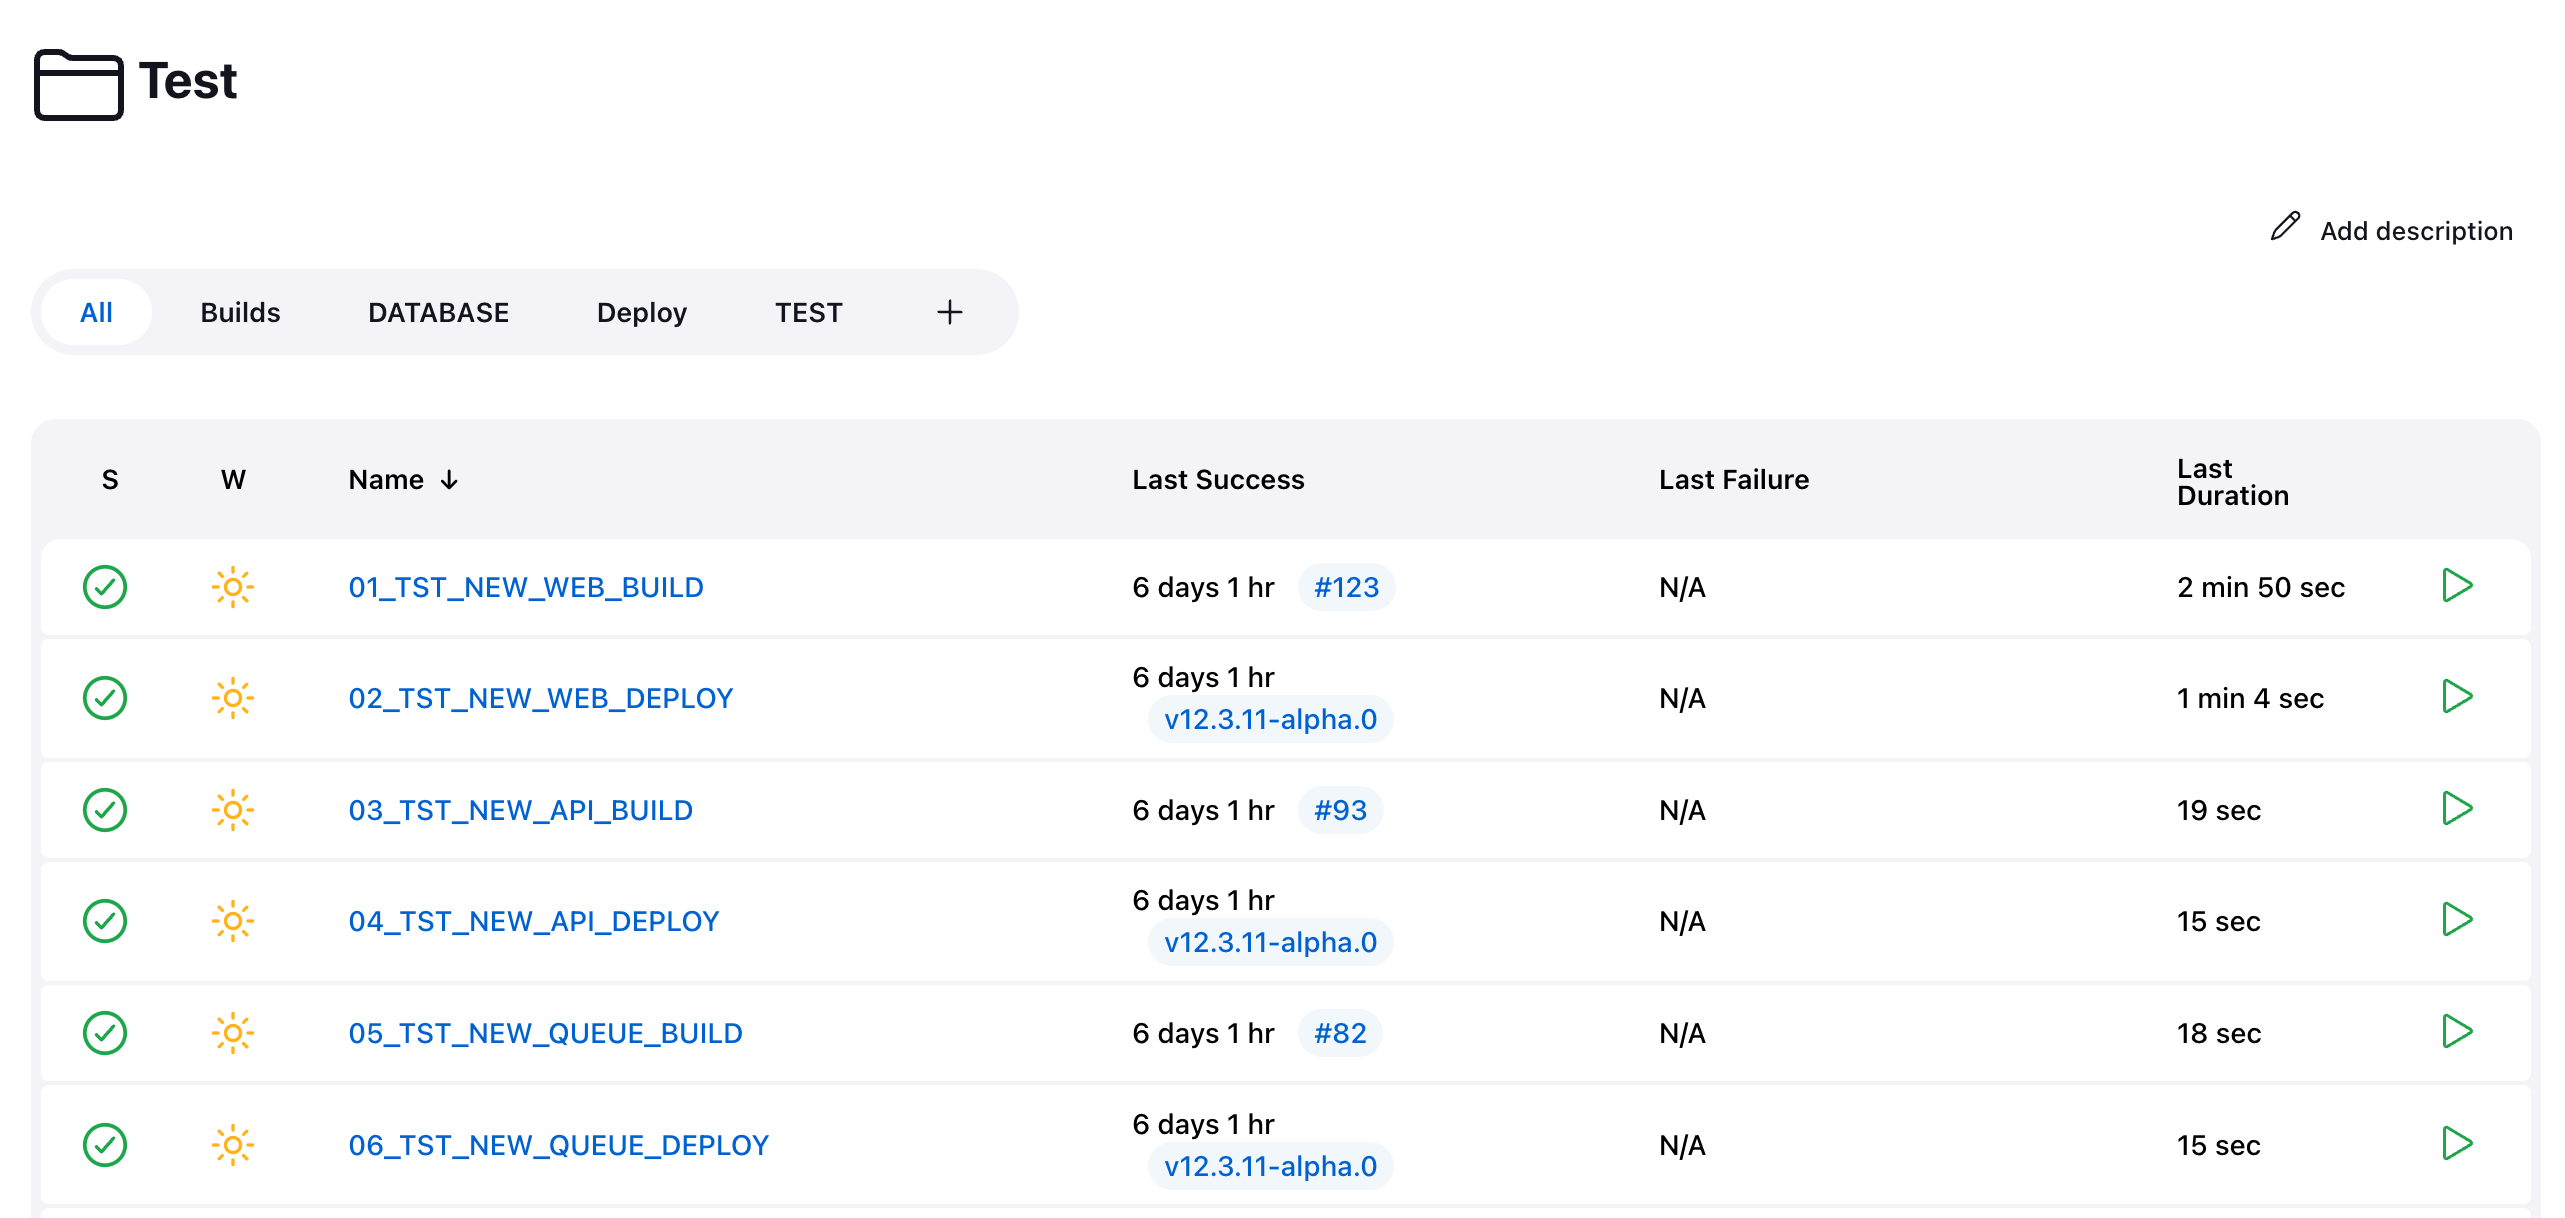 Test
Add description
All Builds DATABASE Deploy TEST +
S W Name ↓ Last Success Last Failure Last Duration
01_TST_NEW_WEB_BUILD 6 days 1 hr #123 N/A 2 min 50 sec
02_TST_NEW_WEB_DEPLOY 6 days 1 hr v12.3.11-alpha.0 N/A 1 min 4 sec
03_TST_NEW_API_BUILD 6 days 1 hr #93 N/A 19 sec
04_TST_NEW_API_DEPLOY 6 days 1 hr v12.3.11-alpha.0 N/A 15 sec
05_TST_NEW_QUEUE_BUILD 6 days 1 hr #82 N/A 18 sec
06_TST_NEW_QUEUE_DEPLOY 6 days 1 hr v12.3.11-alpha.0 N/A 15 sec